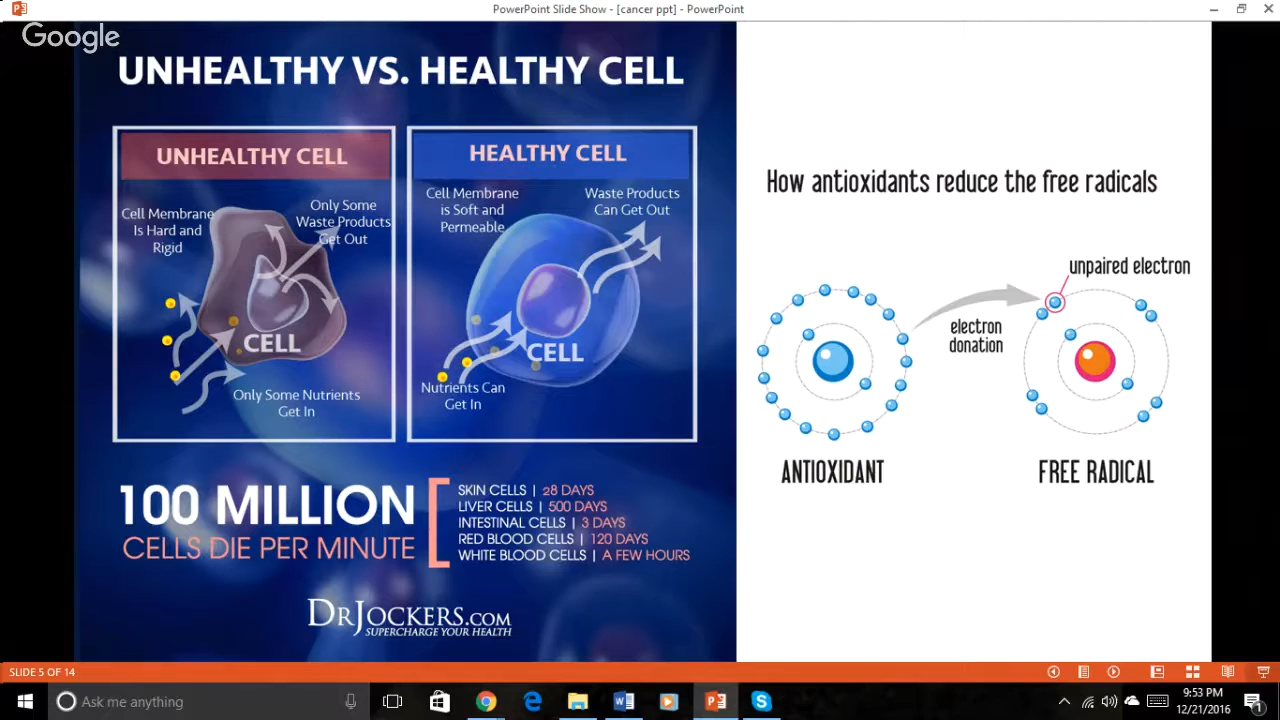 PowerPoint Slide Show - [cancer ppt] - PowerPoint
Google
UNHEALTHY VS. HEALTHY CELL
UNHEALTHY CELL
Cell Membrane
Is Hard and
Rigid
Only Some
Waste Products
Get Out
CELL
Only Some Nutrients
Get In
HEALTHY CELL
Cell Membrane
is Soft and
Permeable
Waste Products
Can Get Out
CELL
Nutrients Can
Get In
100 MILLION
CELLS DIE PER MINUTE
SKIN CELLS | 28 DAYS
LIVER CELLS | 500 DAYS
INTESTINAL CELLS | 3 DAYS
RED BLOOD CELLS | 120 DAYS
WHITE BLOOD CELLS | A FEW HOURS
DRJOCKERS.COM
SUPERCHARGE YOUR HEALTH
How antioxidants reduce the free radicals
unpaired electron
electron
donation
ANTIOXIDANT
FREE RADICAL
SLIDE 5 OF 14
Ask me anything
9:53 PM
12/21/2016
1